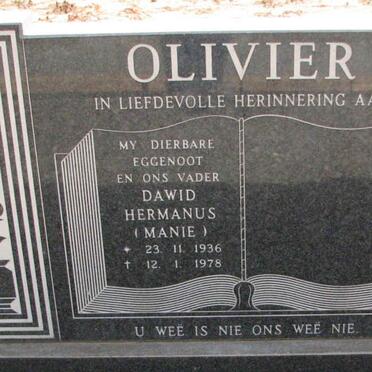 OLIVIER
IN LIEFDEVOLLE HERINNERING AA
MY DIERBARE
EGGENOOT
EN ONS VADER
DAWID
HERMANUS
(MANIE)
* 23. 11. 1936
† 12. 1. 1978
U WEË IS NIE ONS WEË NIE.